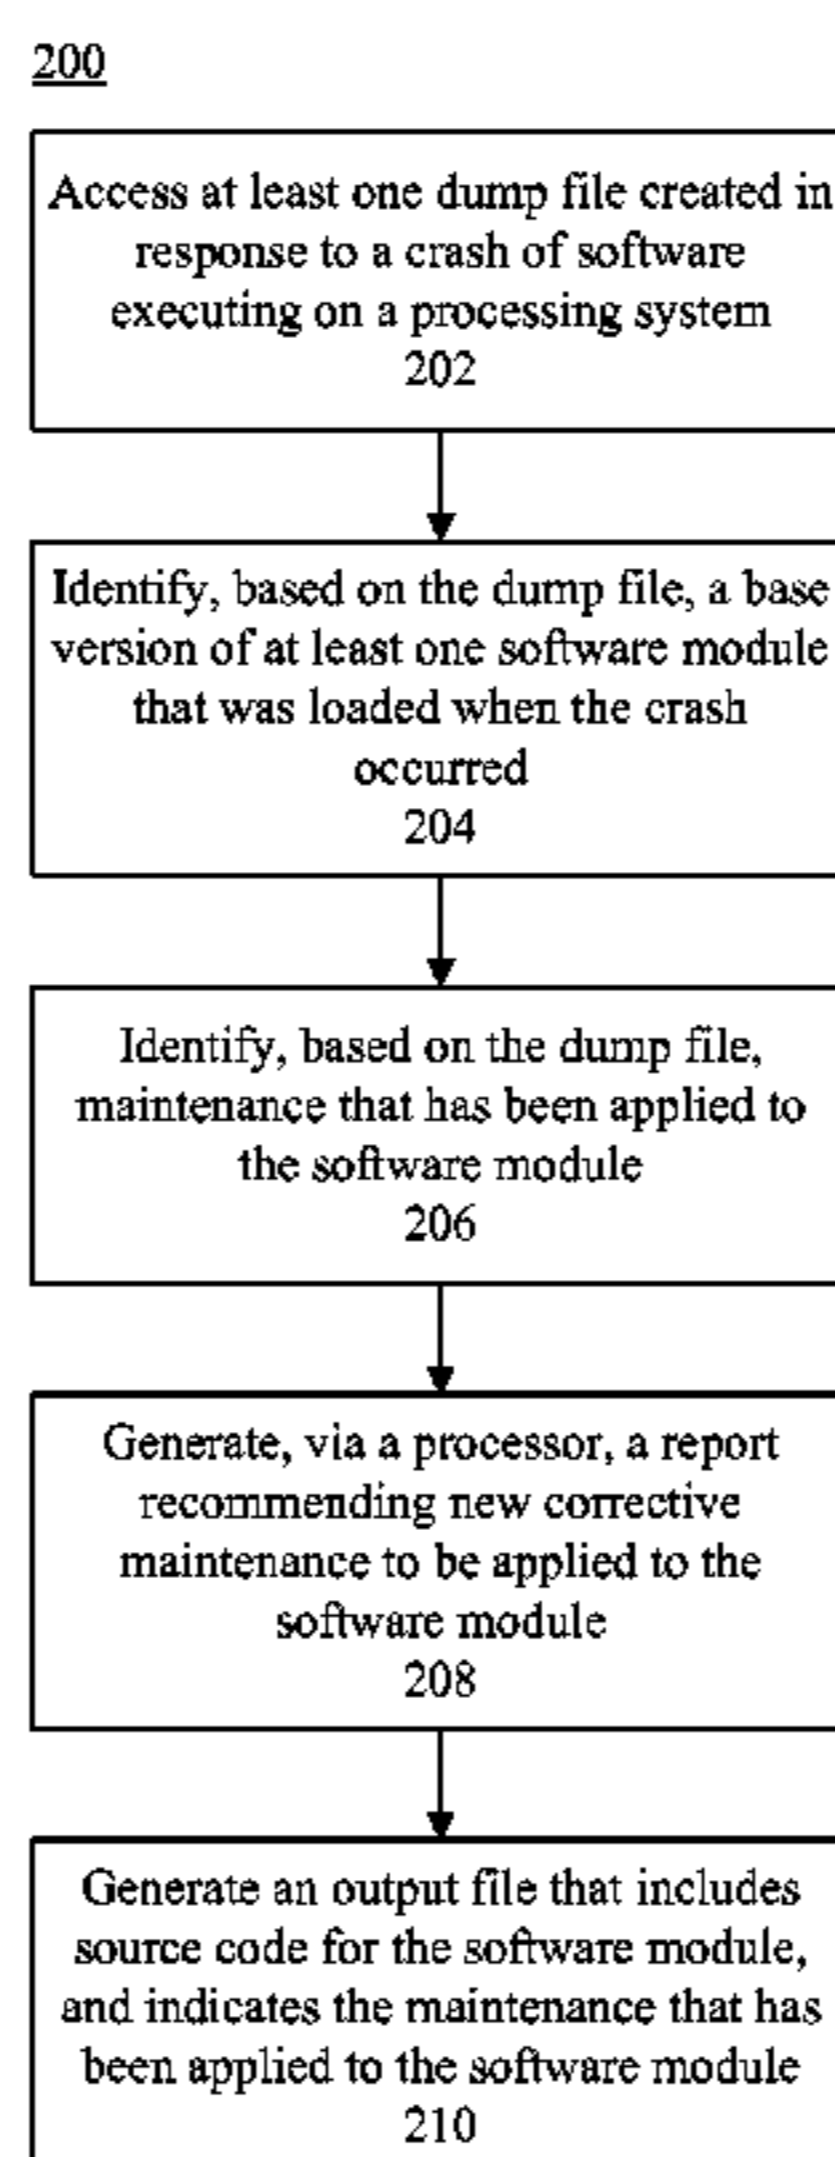 200
Access at least one dump file created in
response to a crash of software
executing on a processing system
202
Identify, based on the dump file, a base
version of at least one software module
that was loaded when the crash
occurred
204
Identify, based on the dump file,
maintenance that has been applied to
the software module
206
Generate, via a processor, a report
recommending new corrective
maintenance to be applied to the
software module
208
Generate an output file that includes
source code for the software module,
and indicates the maintenance that has
been applied to the software module
210